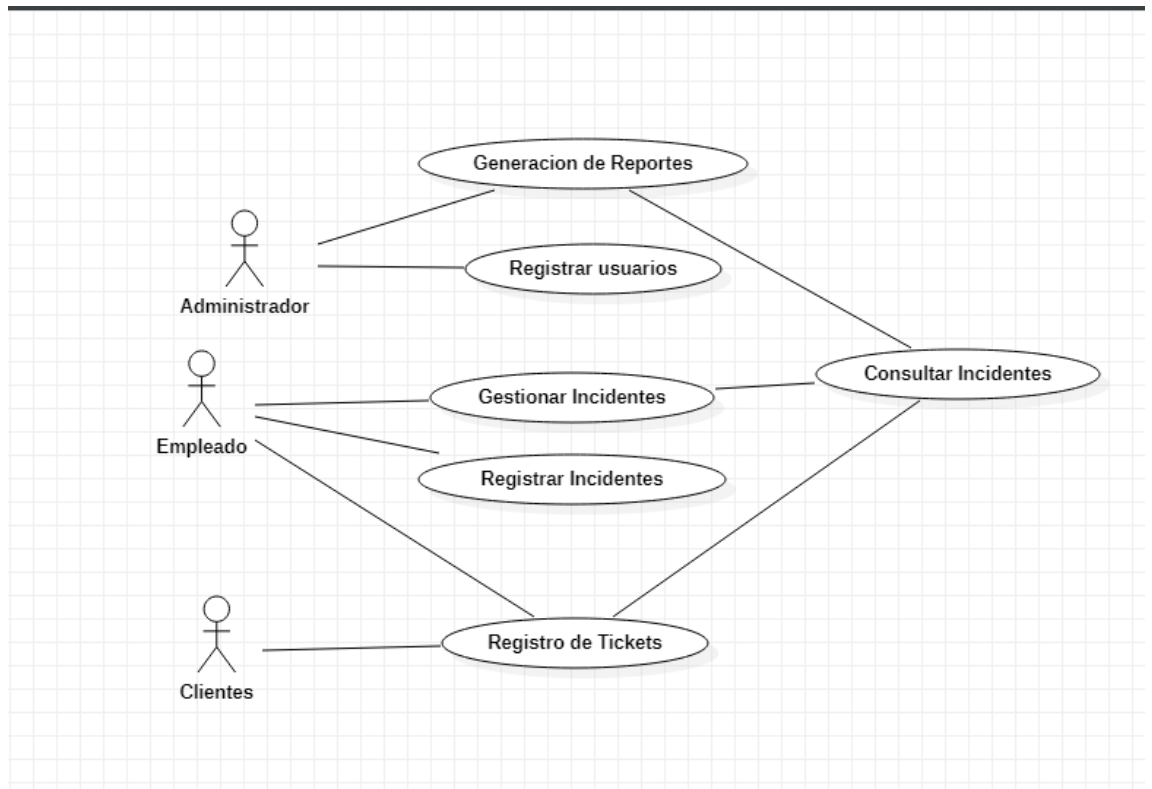 Generacion de Reportes
Registrar usuarios
Administrador
Consultar Incidentes
Gestionar Incidentes
Empleado
Registrar Incidentes
Registro de Tickets
Clientes